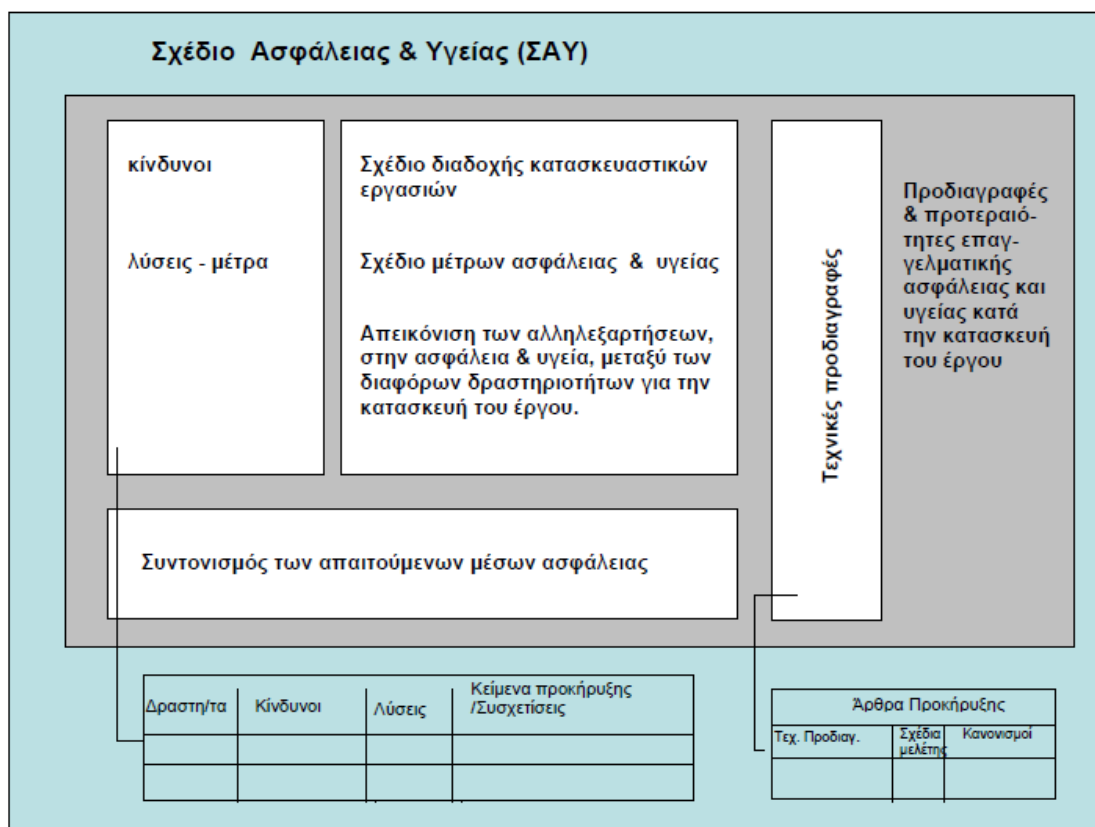 Σχέδιο Ασφάλειας & Υγείας (ΣΑΥ)
κίνδυνοι
λύσεις - μέτρα
Σχέδιο διαδοχής κατασκευαστικών
εργασιών
Σχέδιο μέτρων ασφάλειας & υγείας
Απεικόνιση των αλληλεξαρτήσεων,
στην ασφάλεια & υγεία, μεταξύ των
διαφόρων δραστηριοτήτων για την
κατασκευή του έργου.
Τεχνικές προδιαγραφές
Προδιαγραφές
& προτεραιό-
τητες επαγ-
γελματικής
ασφάλειας και
υγείας κατά
την κατασκευή
του έργου
Συντονισμός των απαιτούμενων μέσων ασφάλειας
Δραστη/τα
Κίνδυνοι
Λύσεις
Κείμενα προκήρυξης
/Συσχετίσεις
Άρθρα Προκήρυξης
Τεχ. Προδιαγ.
Σχέδια
μελέτης
Κανονισμοί